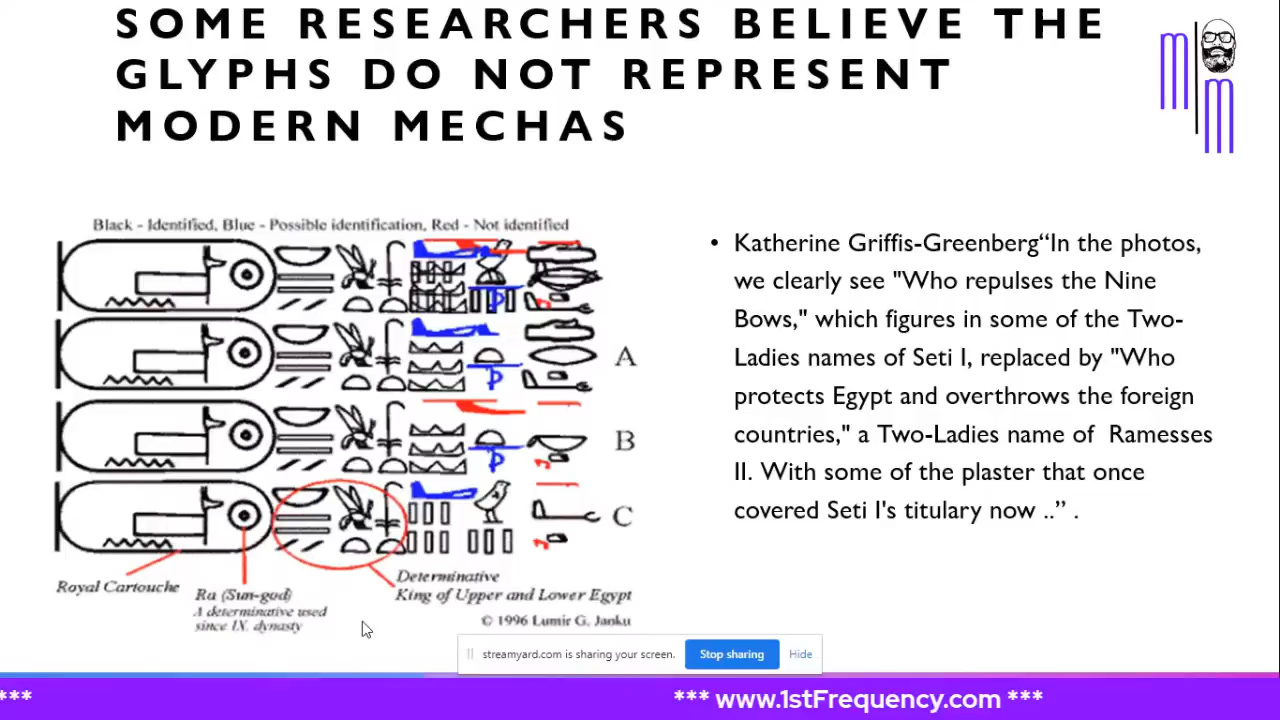 SOME RESEARCHERS BELIEVE THE
GLYPHS DO NOT REPRESENT
MODERN MECHAS
Black - Identified, Blue - Possible identification, Red - Not identified
A
B
C
Royal Cartouche
Ra (Sun-god)
A determinative used
since IX. dynasty
Determinative
King of Upper and Lower Egypt
© 1996 Lumir G. Janku
• Katherine Griffis-Greenberg“In the photos,
we clearly see "Who repulses the Nine
Bows," which figures in some of the Two-
Ladies names of Seti I, replaced by "Who
protects Egypt and overthrows the foreign
countries," a Two-Ladies name of Ramesses
II. With some of the plaster that once
covered Seti I's titulary now ..” .
streamyard.com is sharing your screen. Stop sharing Hide
*** *** www.1stFrequency.com ***